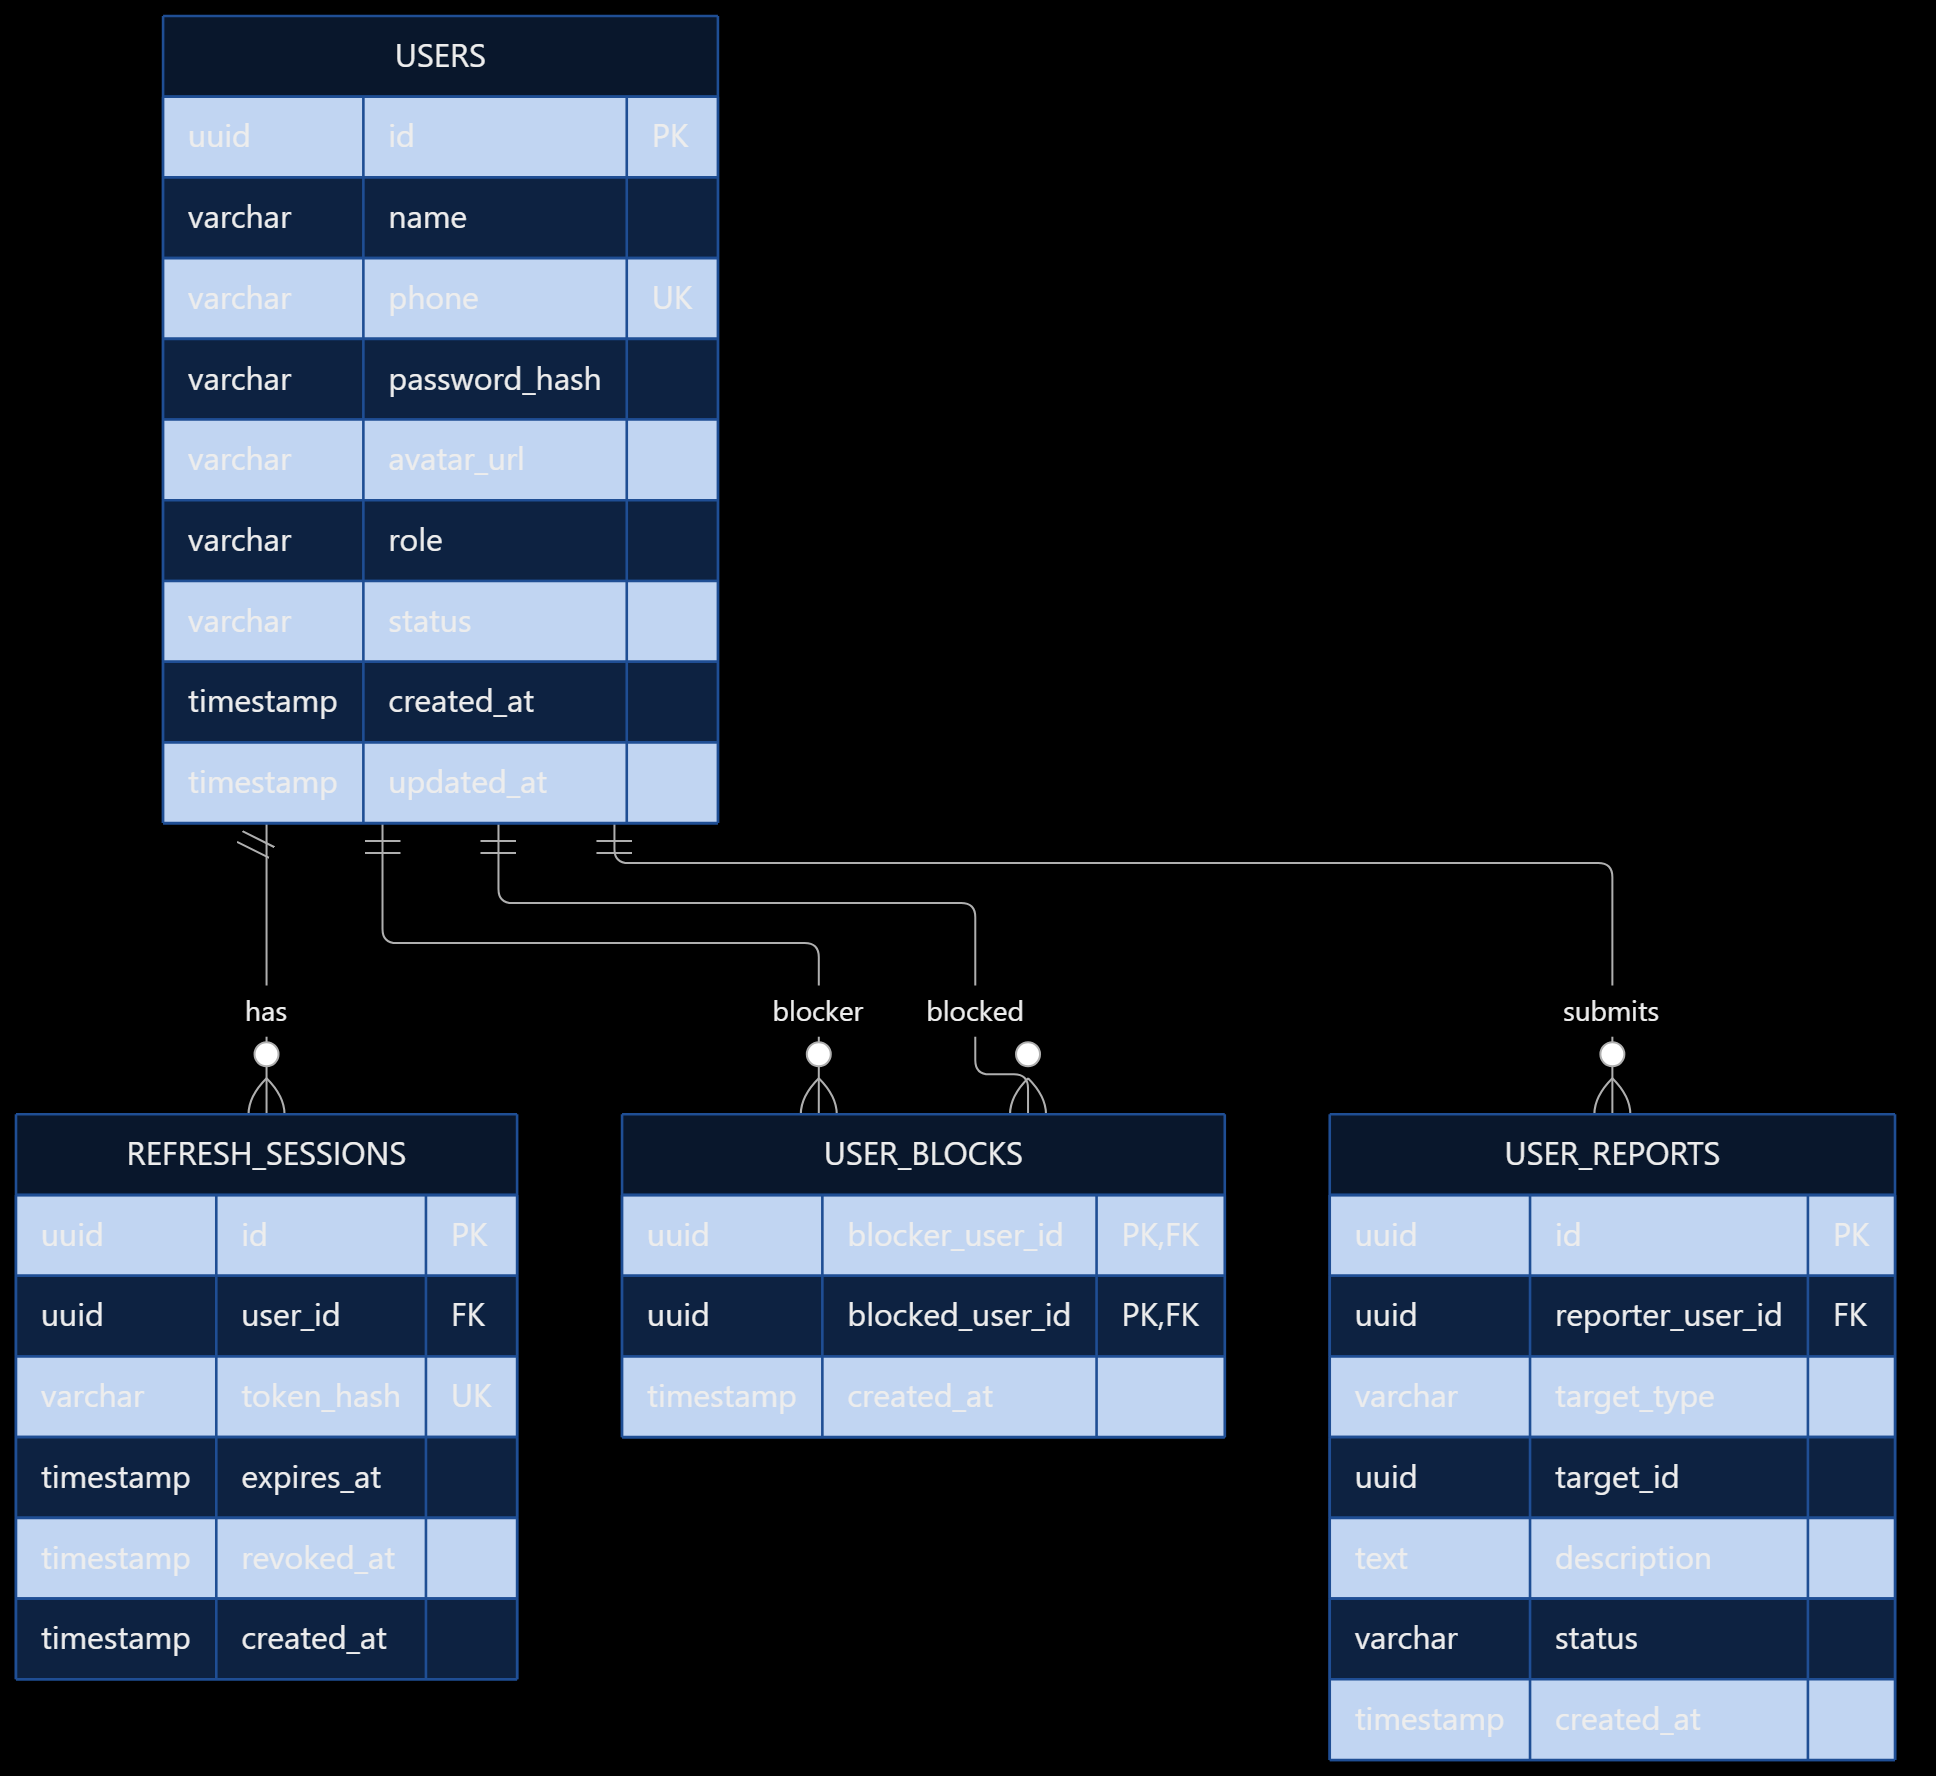 USERS
uuid id PK
varchar name
varchar phone UK
varchar password_hash
varchar avatar_url
varchar role
varchar status
timestamp created_at
timestamp updated_at
has
blocker
blocked
submits
REFRESH_SESSIONS
uuid id PK
uuid user_id FK
varchar token_hash UK
timestamp expires_at
timestamp revoked_at
timestamp created_at
USER_BLOCKS
uuid blocker_user_id PK,FK
uuid blocked_user_id PK,FK
timestamp created_at
USER_REPORTS
uuid id PK
uuid reporter_user_id FK
varchar target_type
uuid target_id
text description
varchar status
timestamp created_at